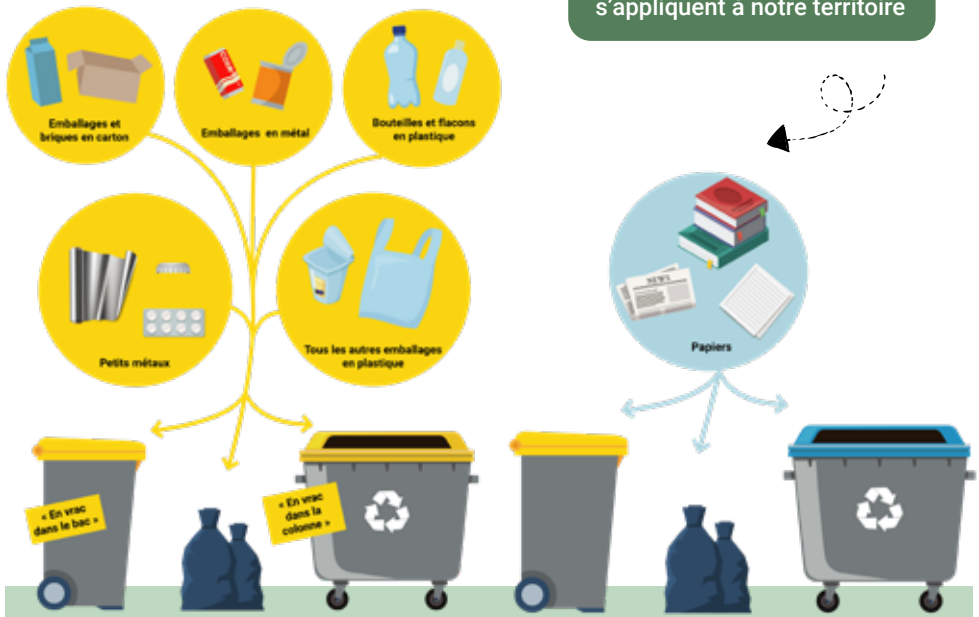 s'appliquent à notre territoire
Emballages et
briques en carton
Emballages en métal
Bouteilles et flacons
en plastique
Petits métaux
Tous les autres emballages
en plastique
NEWS
Papiers
« En vrac
dans le bac »
« En vrac
dans la
colonne »